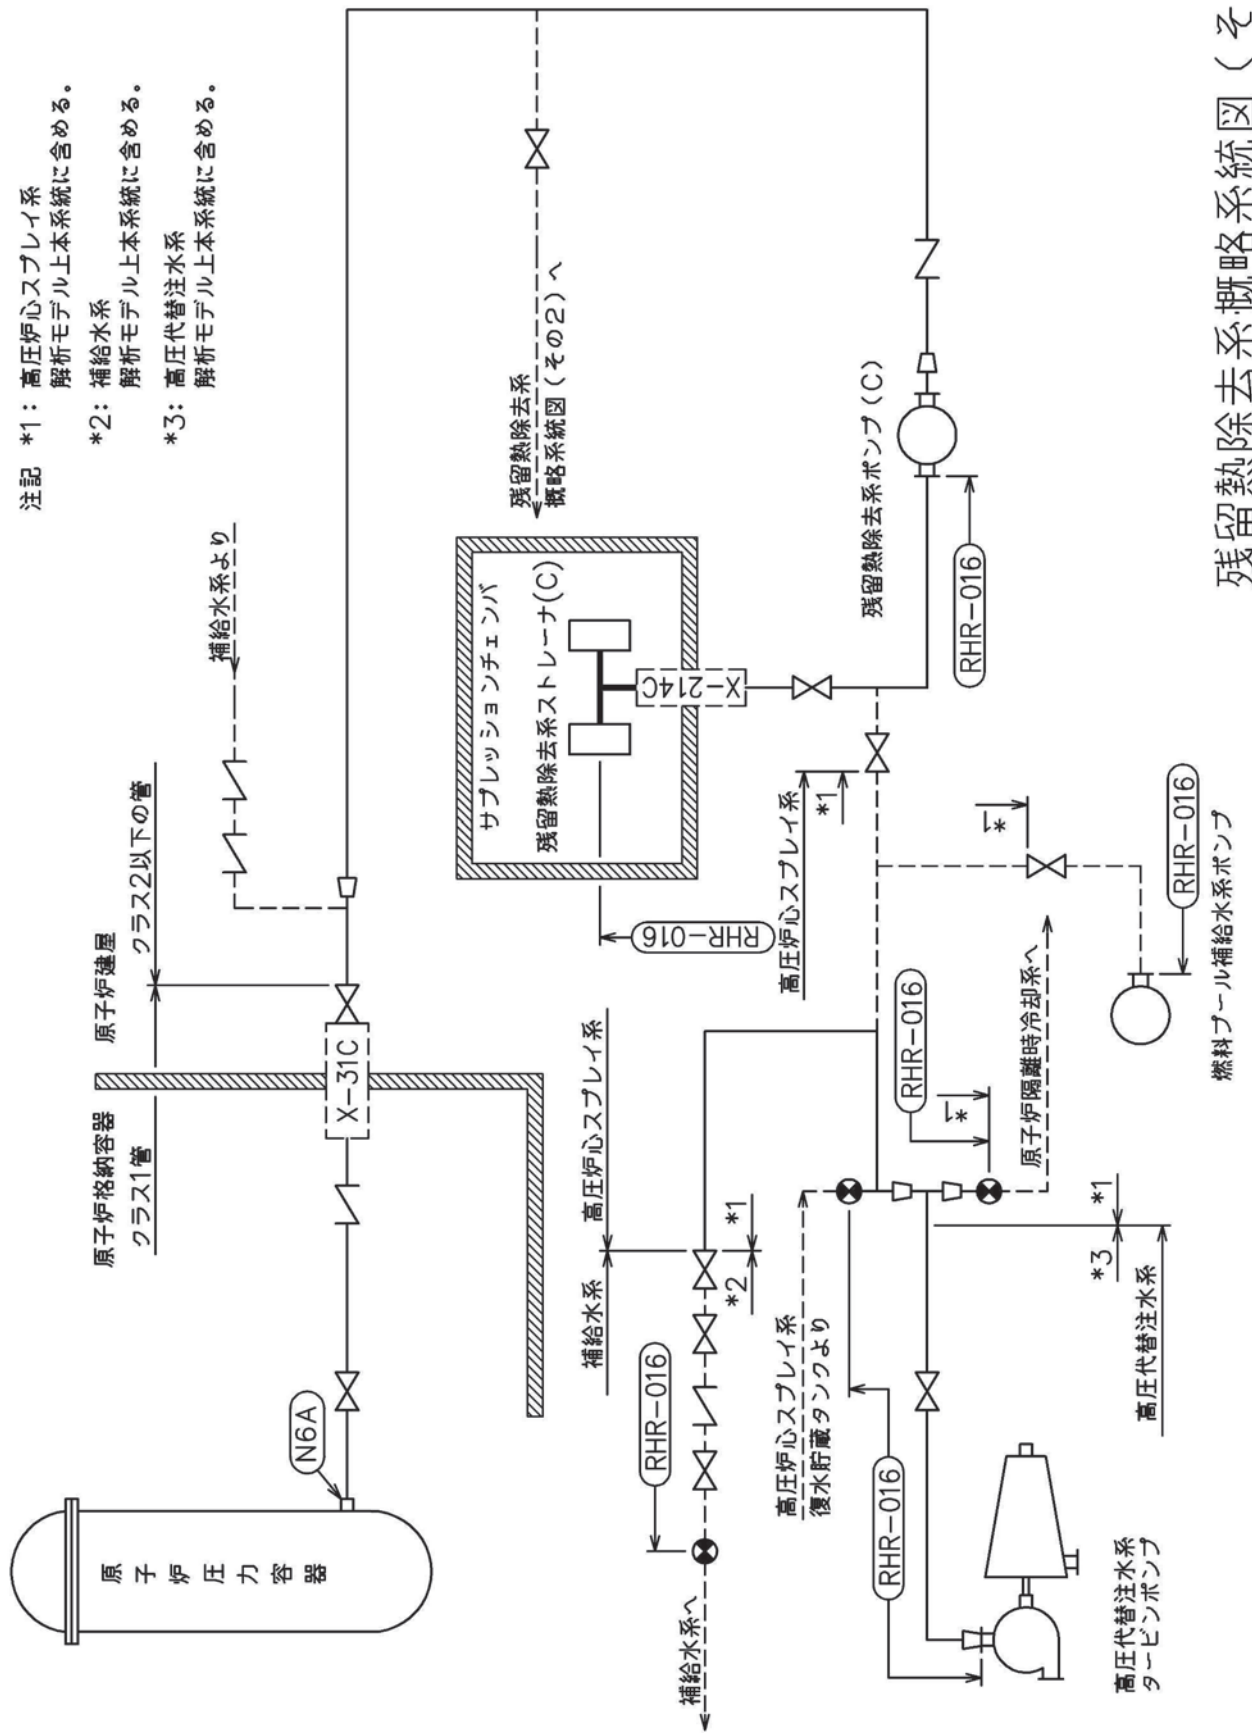 注記 *1: 高圧炉心スプレイ系
解析モデル上本系統に含める。
*2: 補給水系
解析モデル上本系統に含める。
*3: 高圧代替注水系
解析モデル上本系統に含める。
原子炉圧力容器
N6A
原子炉格納容器
原子炉建屋
クラス1管
クラス2以下の管
X-31C
補給水系より
残留熱除去系
概略系統図(その2)へ
サプレッションチェンバ
残留熱除去系ストレーナ(C)
X-214C
RHR-016
残留熱除去系ポンプ(C)
RHR-016
補給水系
高圧炉心スプレイ系
*2
*1
RHR-016
補給水系へ
高圧炉心スプレイ系
*1
高圧炉心スプレイ系
復水貯蔵タンクより
RHR-016
*1
原子炉隔離時冷却系へ
*1
RHR-016
燃料プール補給水系ポンプ
*3
*1
高圧代替注水系
RHR-016
高圧代替注水系
タービンポンプ
残留熱除去系概略系統図(そ